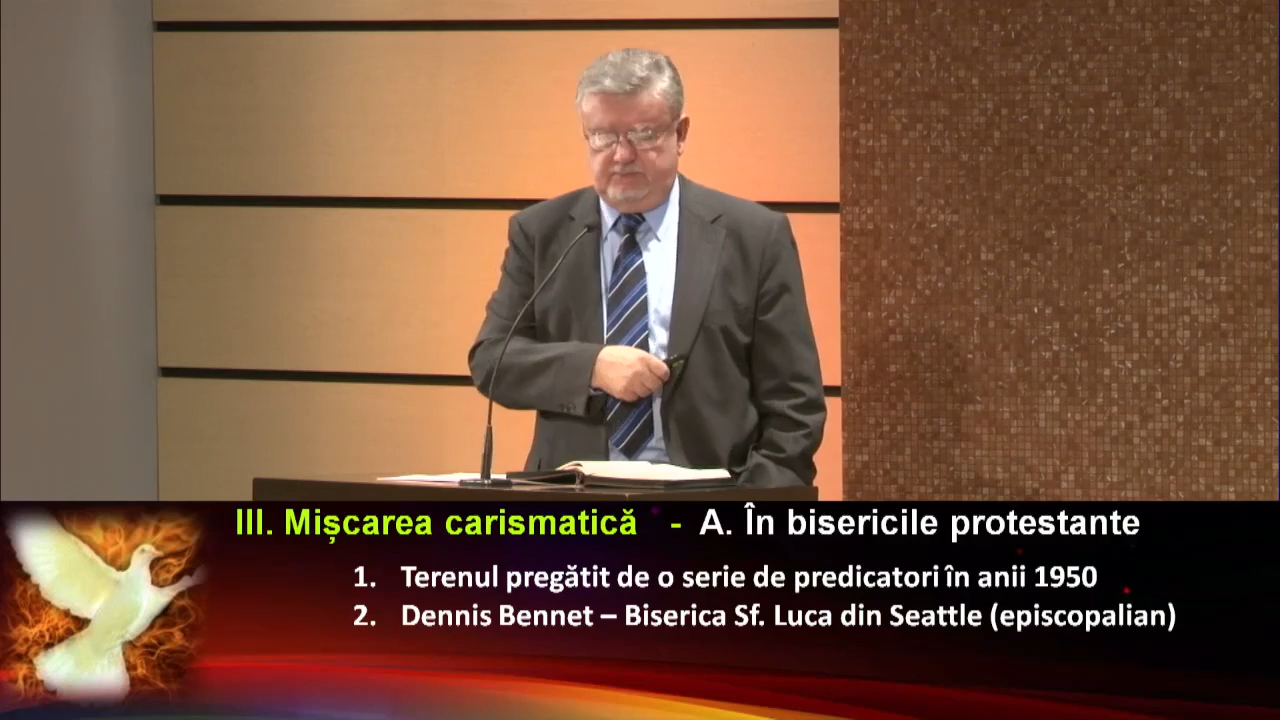 III. Mișcarea carismatică - A. În bisericile protestante
1. Terenul pregătit de o serie de predicatori în anii 1950
2. Dennis Bennet – Biserica Sf. Luca din Seattle (episcopalian)